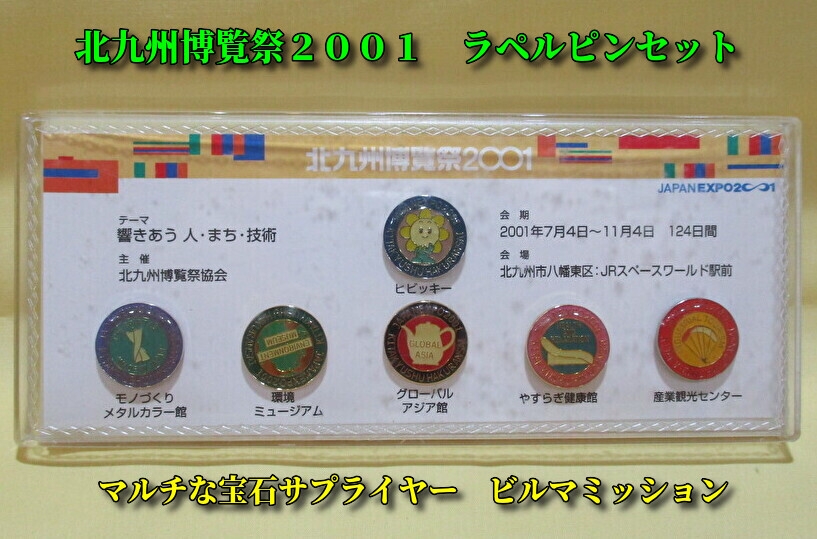 北九州博覧祭2001　ラペルピンセット
北九州博覧祭2001
JAPAN EXPO2001
テーマ
響きあう 人・まち・技術
主 催
北九州博覧祭協会
会 期
2001年7月4日～11月4日　124日間
会 場
北九州市八幡東区：JRスペースワールド駅前
ヒビッキー
GLOBAL
ASIA
モノづくり
メタルカラー館
環境
ミュージアム
グローバル
アジア館
やすらぎ健康館
産業観光センター
マルチな宝石サプライヤー　ビルマミッション